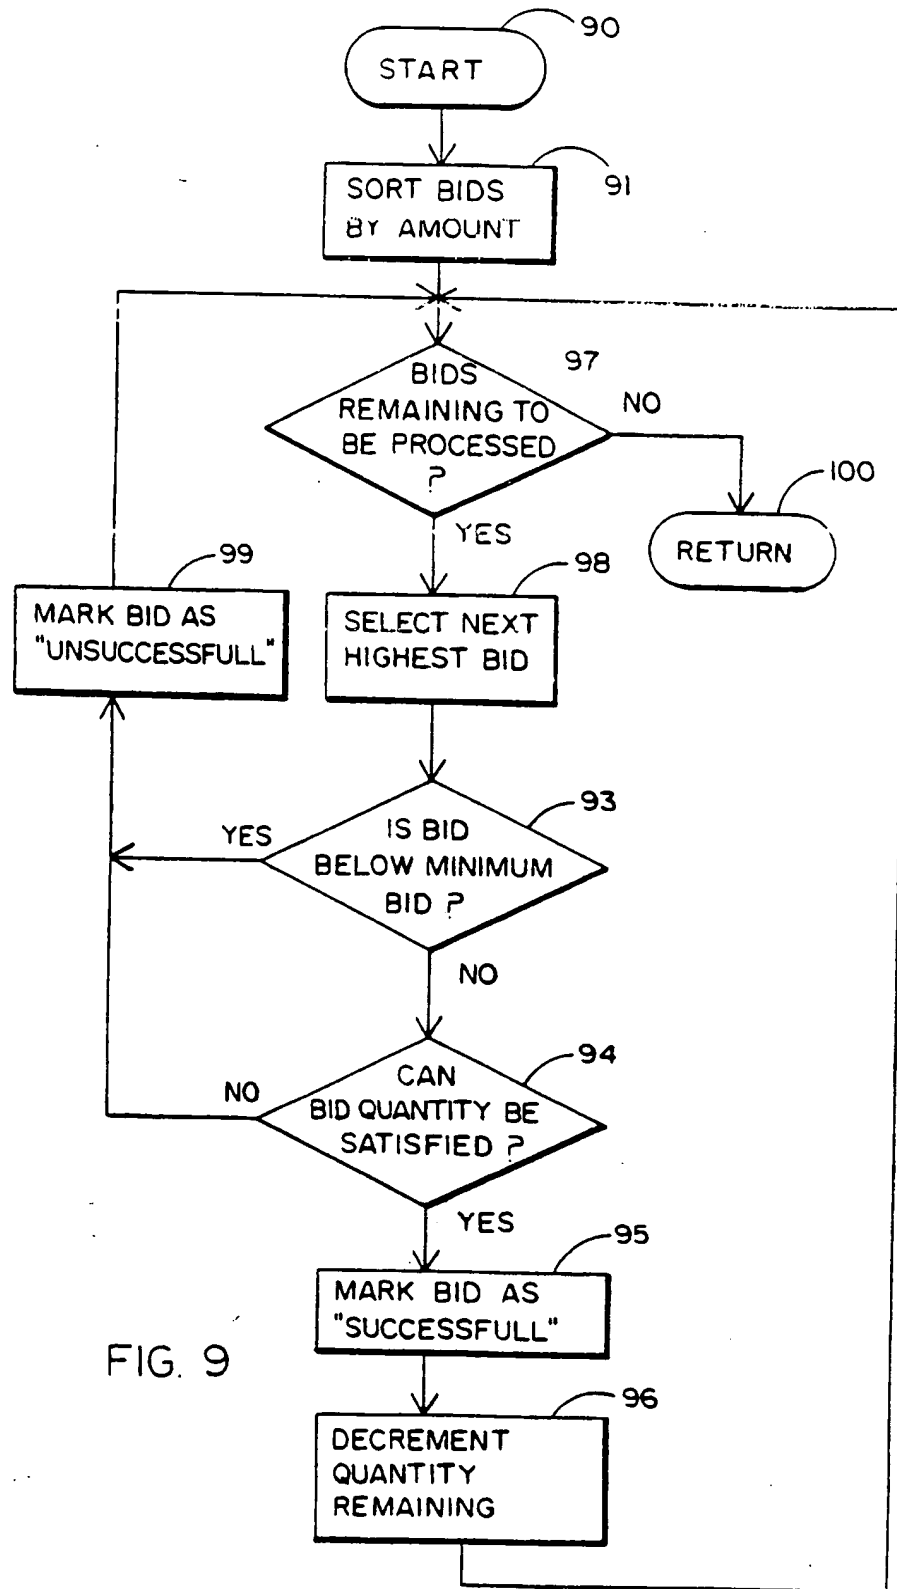 90
START
91
SORT BIDS
BY AMOUNT
97
BIDS
REMAINING TO
BE PROCESSED
?
NO
100
RETURN
YES
99
MARK BID AS
"UNSUCCESSFULL"
98
SELECT NEXT
HIGHEST BID
93
IS BID
BELOW MINIMUM
BID ?
YES
NO
94
CAN
BID QUANTITY BE
SATISFIED ?
NO
YES
95
MARK BID AS
"SUCCESSFULL"
FIG. 9
96
DECREMENT
QUANTITY
REMAINING